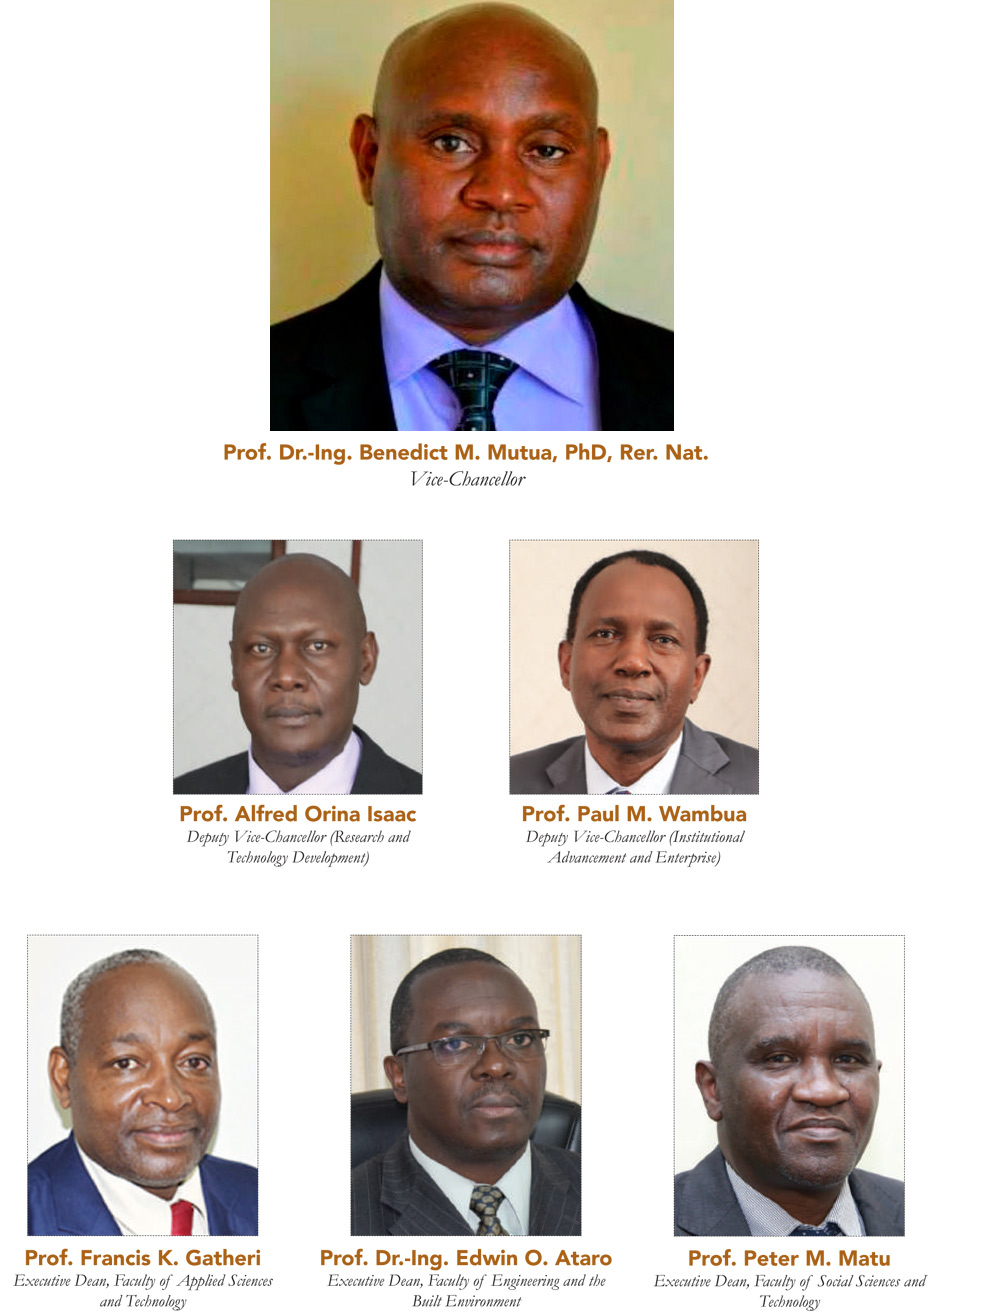 Prof. Dr.-Ing. Benedict M. Mutua, PhD, Rer. Nat.
Vice-Chancellor
Prof. Alfred Orina Isaac
Deputy Vice-Chancellor (Research and
Technology Development)
Prof. Paul M. Wambua
Deputy Vice-Chancellor (Institutional
Advancement and Enterprise)
Prof. Francis K. Gatheri
Executive Dean, Faculty of Applied Sciences
and Technology
Prof. Dr.-Ing. Edwin O. Ataro
Executive Dean, Faculty of Engineering and the
Built Environment
Prof. Peter M. Matu
Executive Dean, Faculty of Social Sciences and
Technology